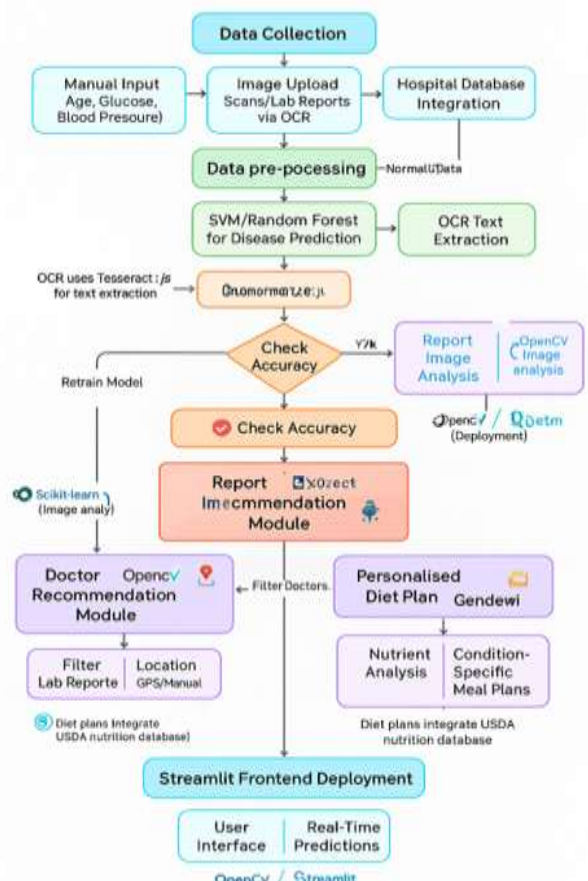 Data Collection
Manual Input
Age, Glucose,
Blood Presoure)
Image Upload
Scans/Lab Reports
via OCR
Hospital Database
Integration
Data pre-pocessing
SVM/Random Forest
for Disease Prediction
OCR Text
Extraction
OCR uses Tesseract:js
for text extraction
Check
Accuracy
Retrain Model
Report
Image
Analysis
OpenCV
Image
analysis
(Deployment)
Check Accuracy
Report
Imecmmendation
Module
Scikit-learn
(Image analy)
Doctor Opencv
Recommendation
Module
Filter Doctors.
Personalised
Diet Plan Gendewi
Filter
Lab Reporte
Location
GPS/Manual
Nutrient
Analysis
Condition-
Specific
Meal Plans
Diet plans Integrate
USDA nutrition database)
Diet plans integrate USDA
nutrition database
Streamlit Frontend Deployment
User
Interface
Real-Time
Predictions
OpenCV / Streamlit